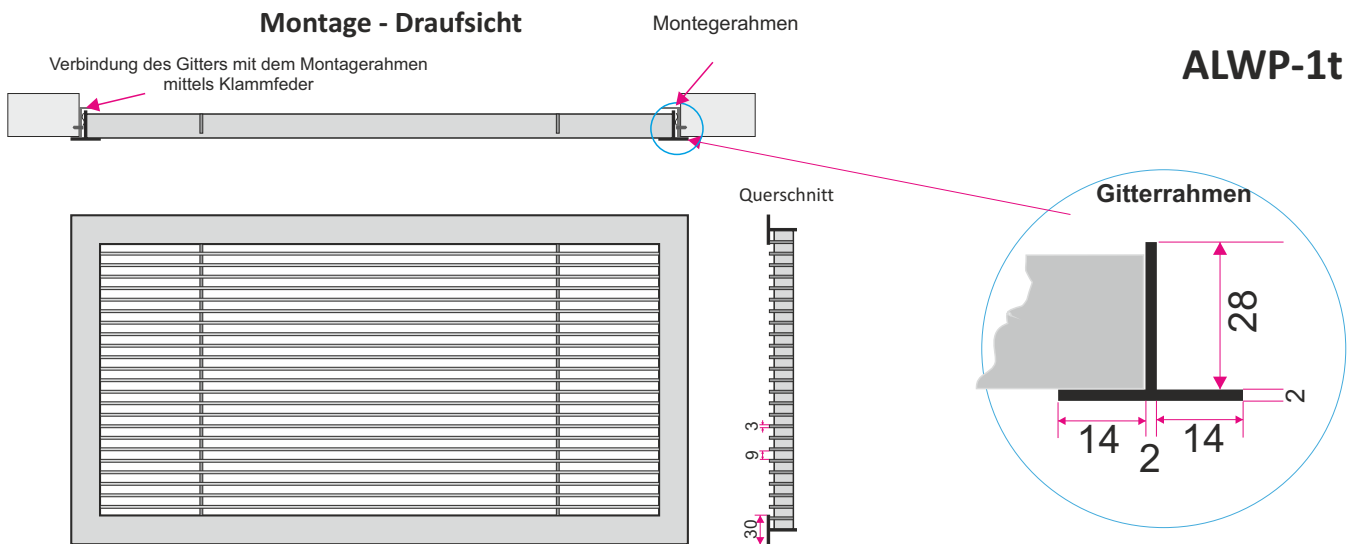 Montage - Draufsicht
Montegerahmen
ALWP-1t
Verbindung des Gitters mit dem Montagerahmen
mittels Klammfeder
Querschnitt
Gitterrahmen
28
2
14
2
14
3
9
30